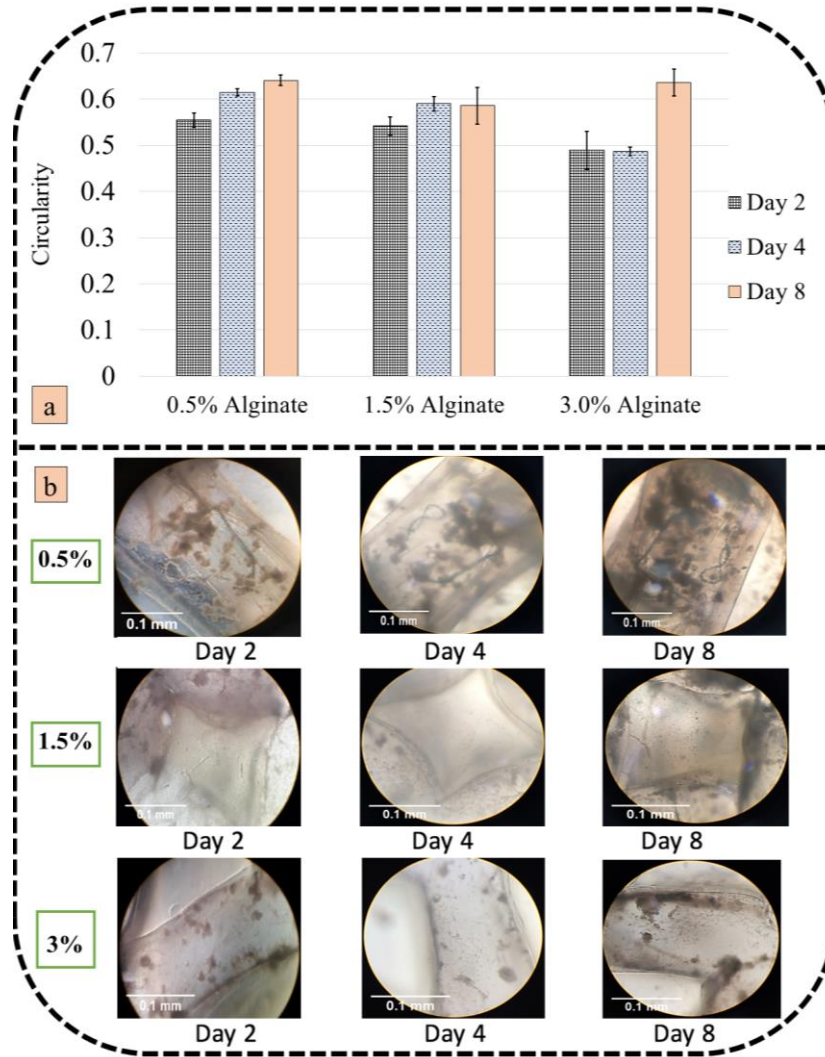 0.7
0.6
0.5
0.4
0.3
0.2
0.1
0
Circularity
0.5% Alginate 1.5% Alginate 3.0% Alginate
Day 2
Day 4
Day 8
a
b
0.5%
0.1 mm 0.1 mm 0.1 mm
Day 2 Day 4 Day 8
1.5%
0.1 mm 0.1 mm 0.1 mm
Day 2 Day 4 Day 8
3%
0.1 mm 0.1 mm 0.1 mm
Day 2 Day 4 Day 8